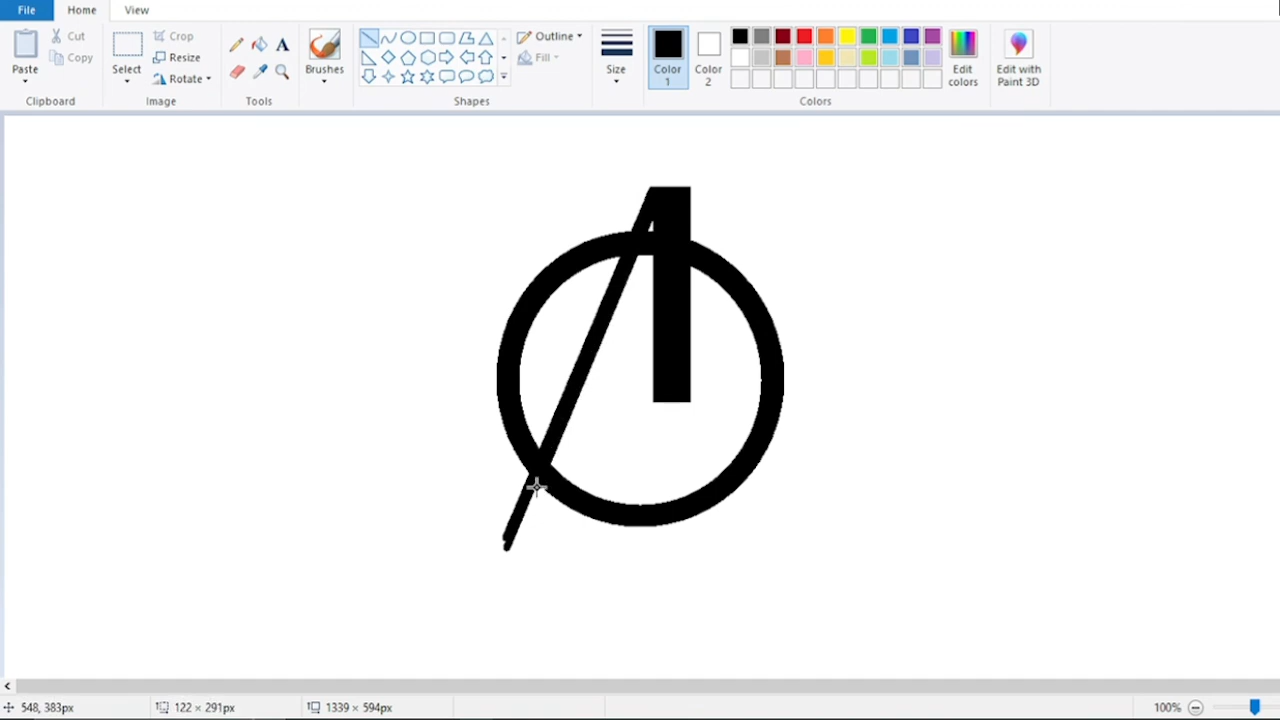 File Home View
Paste Cut Copy Select Crop Resize Rotate Brushes Outline Fill Size Color 1 Color 2 Edit colors Edit with Paint 3D
Clipboard Image Tools Shapes Colors
548, 383px 122 × 291px 1339 × 594px 100%